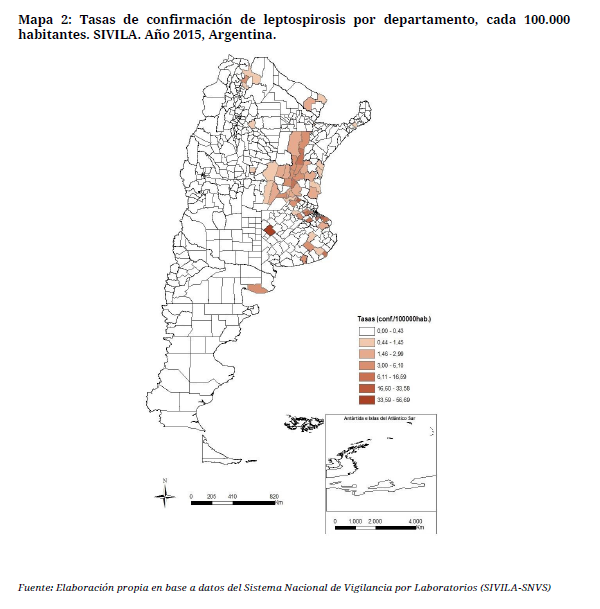 Mapa 2: Tasas de confirmación de leptospirosis por departamento, cada 100.000
habitantes. SIVILA. Año 2015, Argentina.
Tasas (conf./100000hab.)
0,00 - 0,43
0,44 - 1,45
1,46 - 2,99
3,00 - 6,10
6,11 - 16,59
16,60 - 33,58
33,59 - 56,69
Antártida e Islas del Atlántico Sur
N
0 205 410 820
Km
0 1.000 2.000 4.000
Km
Fuente: Elaboración propia en base a datos del Sistema Nacional de Vigilancia por Laboratorios (SIVILA-SNVS)